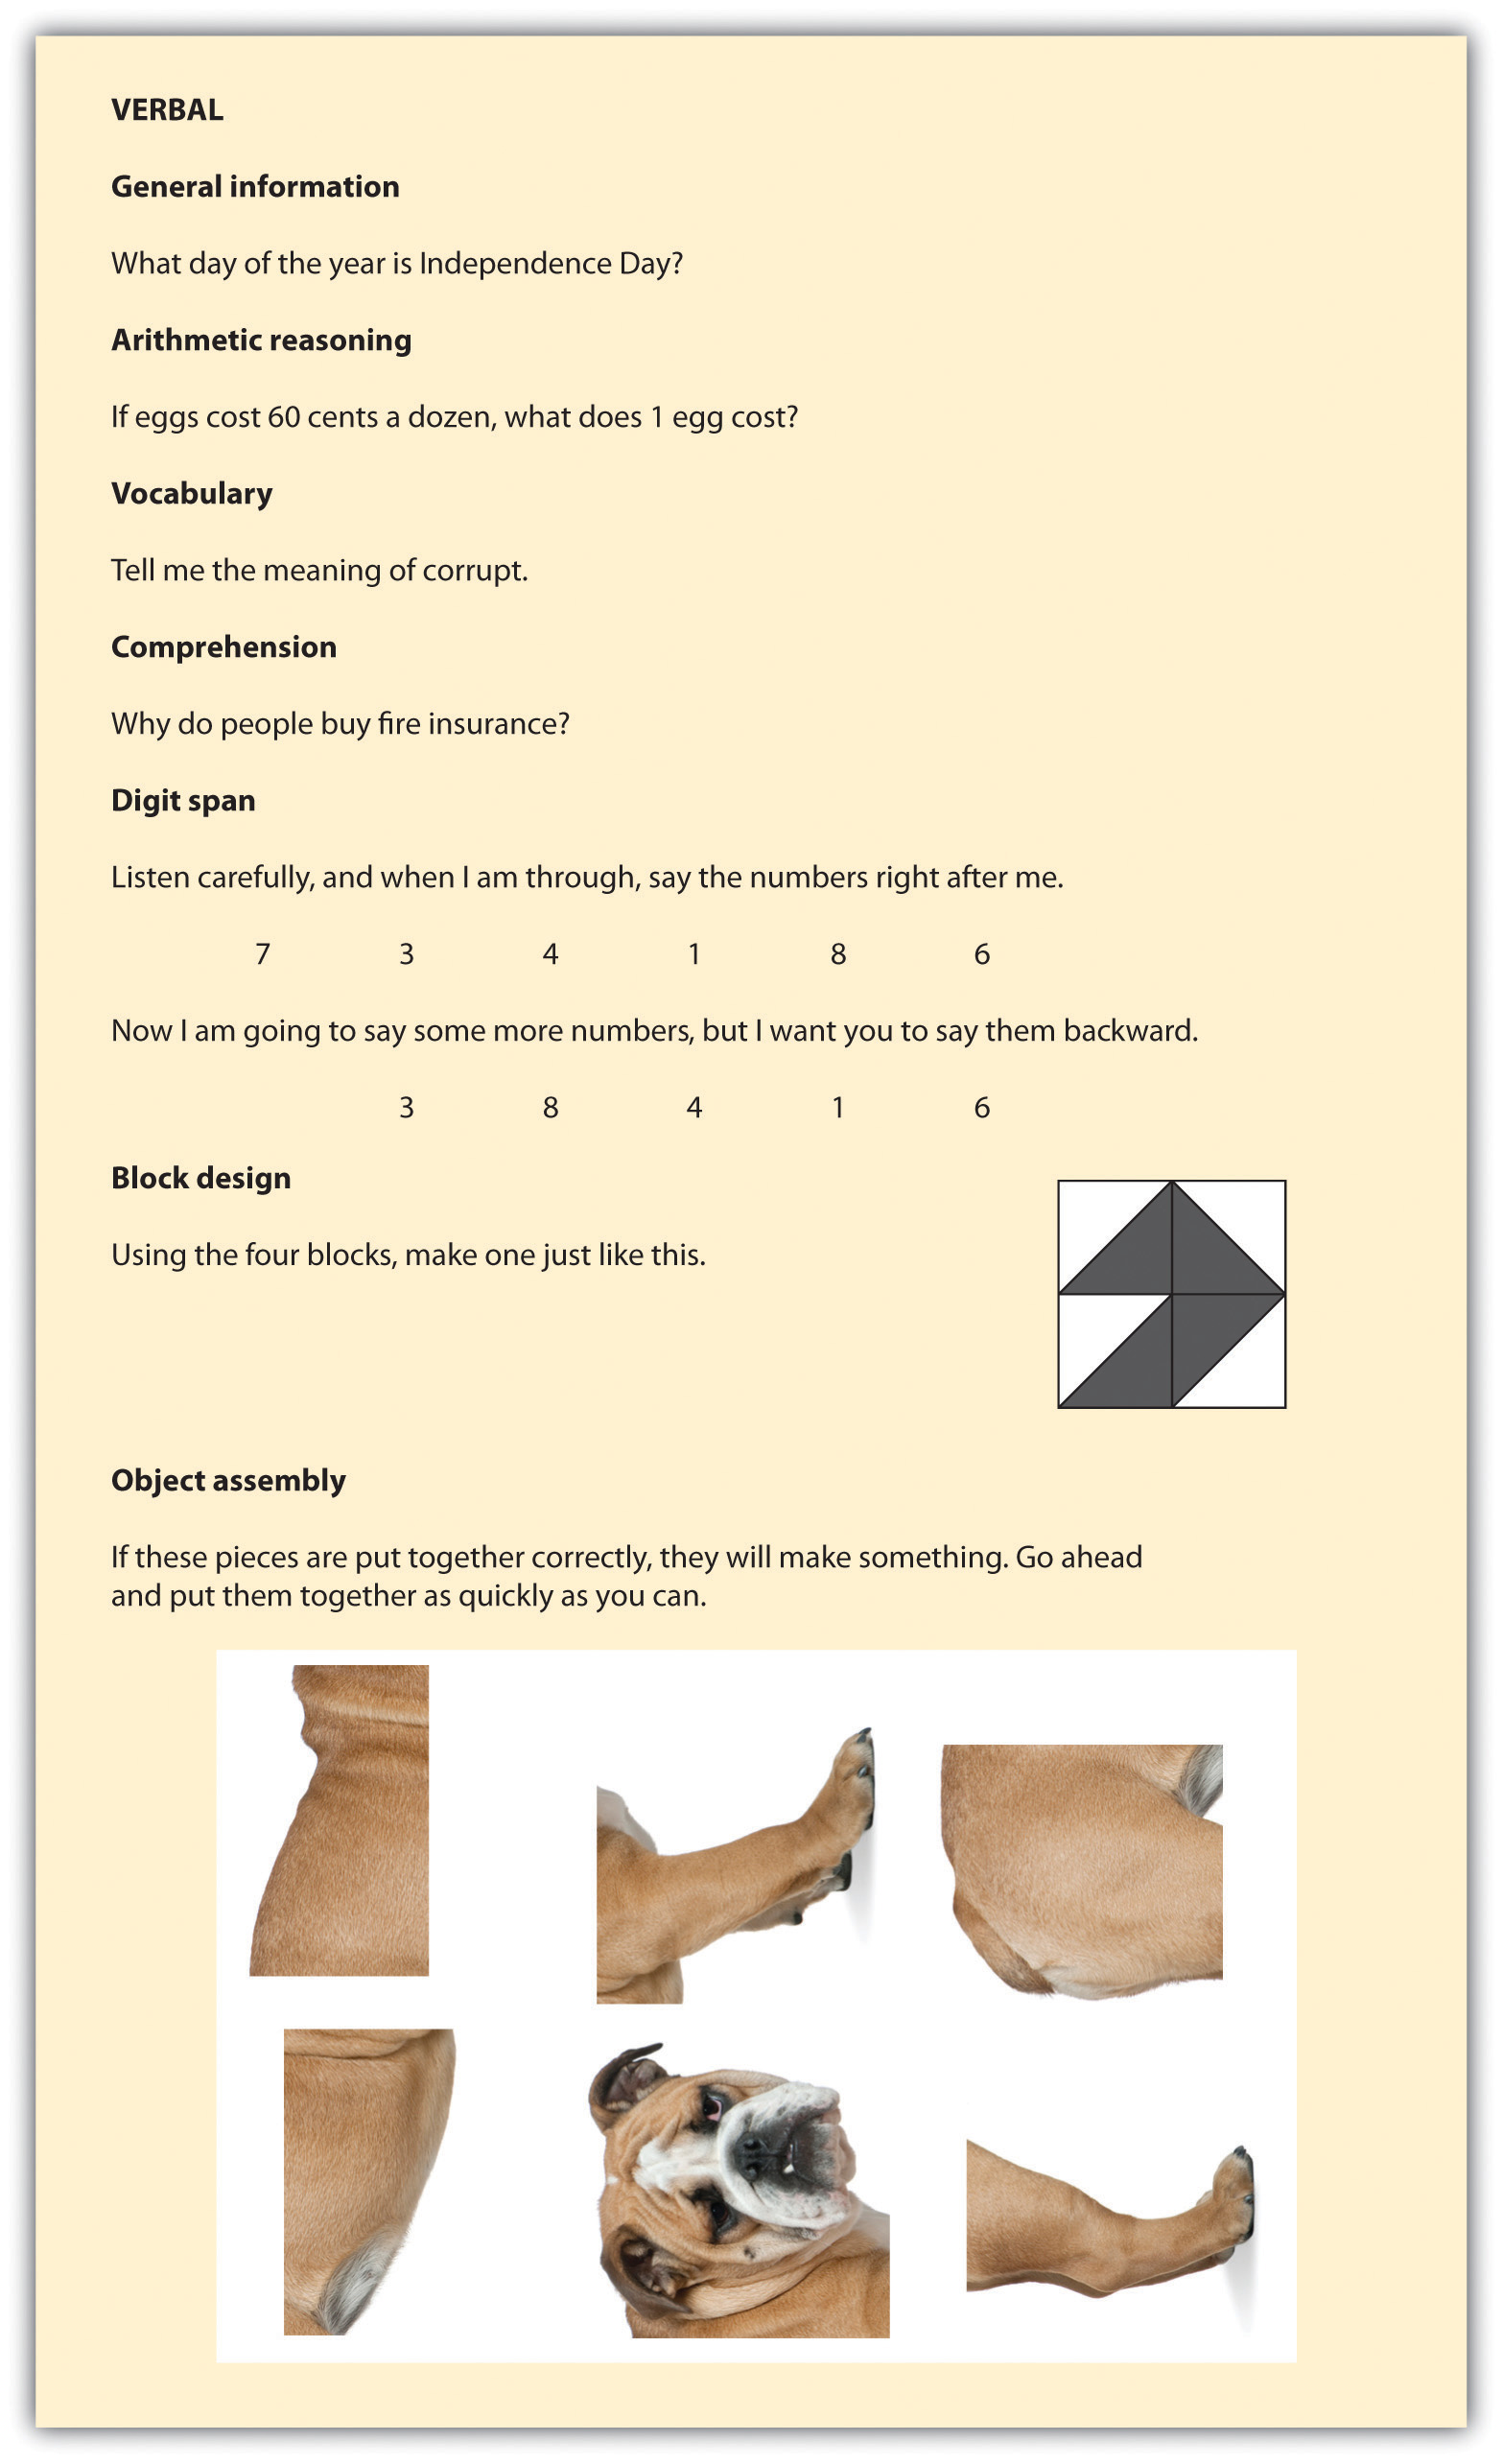 VERBAL
General information
What day of the year is Independence Day?
Arithmetic reasoning
If eggs cost 60 cents a dozen, what does 1 egg cost?
Vocabulary
Tell me the meaning of corrupt.
Comprehension
Why do people buy fire insurance?
Digit span
Listen carefully, and when I am through, say the numbers right after me.
7 3 4 1 8 6
Now I am going to say some more numbers, but I want you to say them backward.
3 8 4 1 6
Block design
Using the four blocks, make one just like this.
Object assembly
If these pieces are put together correctly, they will make something. Go ahead
and put them together as quickly as you can.